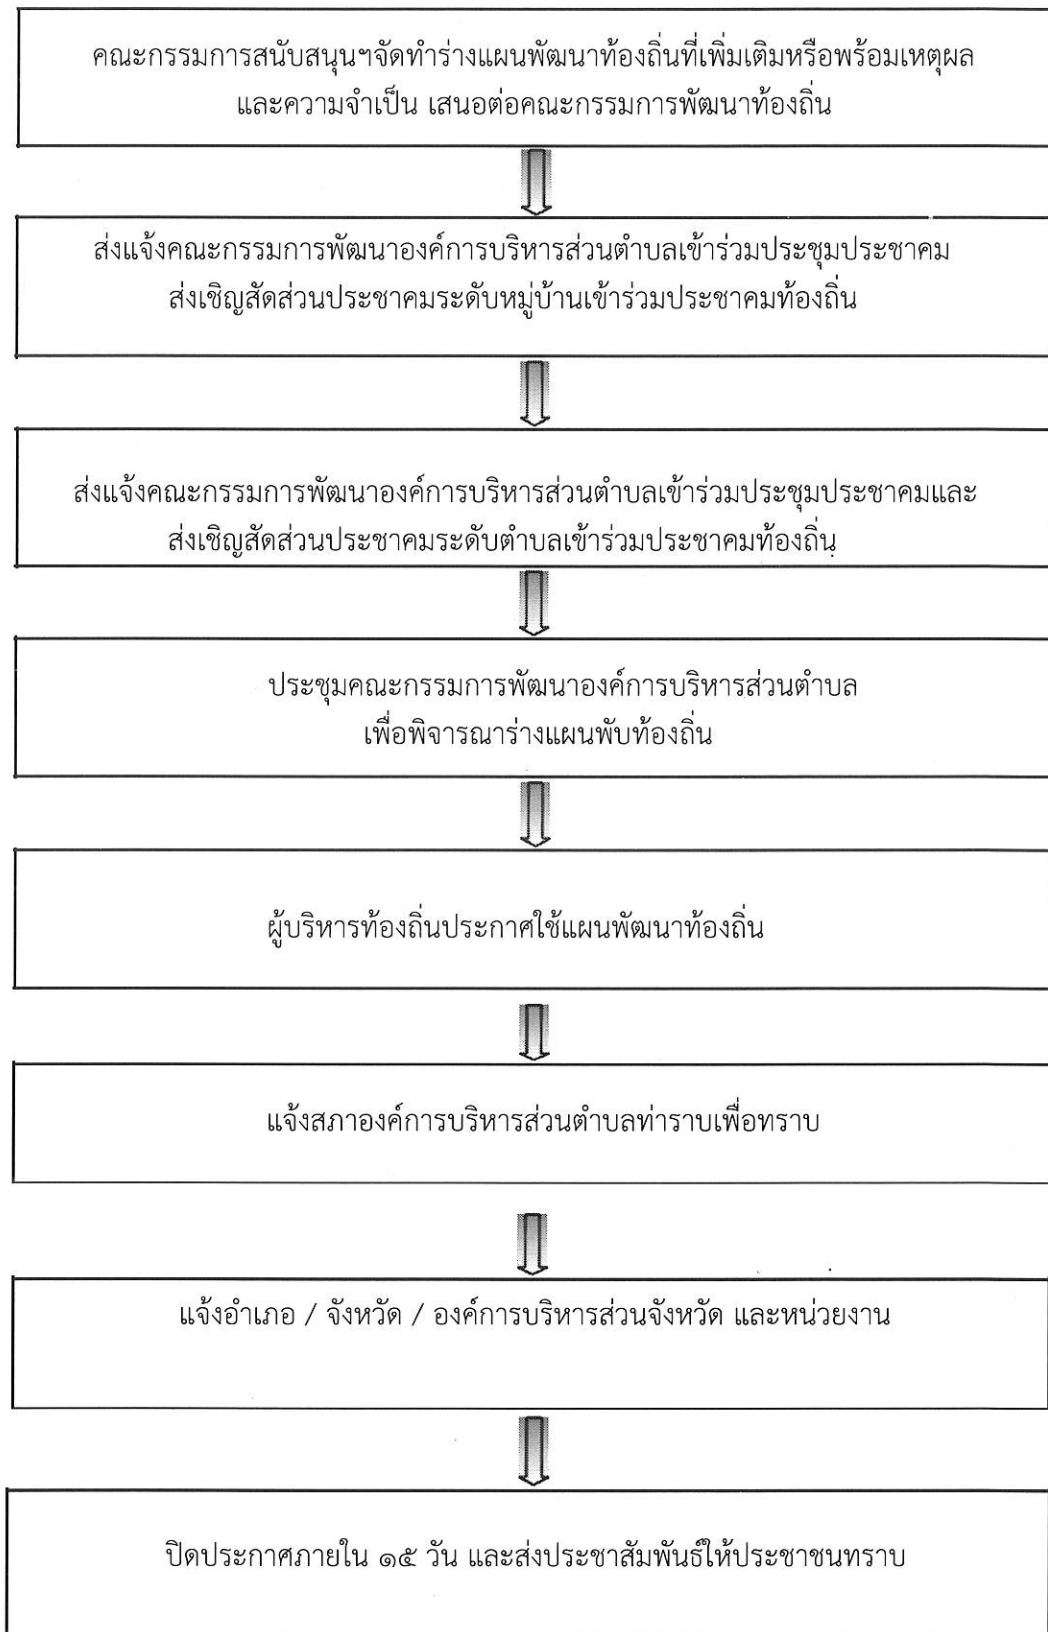 คณะกรรมการสนับสนุนฯจัดทำร่างแผนพัฒนาท้องถิ่นที่เพิ่มเติมหรือพร้อมเหตุผล
และความจำเป็น เสนอต่อคณะกรรมการพัฒนาท้องถิ่น
ส่งแจ้งคณะกรรมการพัฒนาองค์การบริหารส่วนตำบลเข้าร่วมประชุมประชาคม
ส่งเชิญสัดส่วนประชาคมระดับหมู่บ้านเข้าร่วมประชาคมท้องถิ่น
ส่งแจ้งคณะกรรมการพัฒนาองค์การบริหารส่วนตำบลเข้าร่วมประชุมประชาคมและ
ส่งเชิญสัดส่วนประชาคมระดับตำบลเข้าร่วมประชาคมท้องถิ่น
ประชุมคณะกรรมการพัฒนาองค์การบริหารส่วนตำบล
เพื่อพิจารณาร่างแผนพับท้องถิ่น
ผู้บริหารท้องถิ่นประกาศใช้แผนพัฒนาท้องถิ่น
แจ้งสภาองค์การบริหารส่วนตำบลท่าราบเพื่อทราบ
แจ้งอำเภอ / จังหวัด / องค์การบริหารส่วนจังหวัด และหน่วยงาน
ปิดประกาศภายใน ๑๕ วัน และส่งประชาสัมพันธ์ให้ประชาชนทราบ